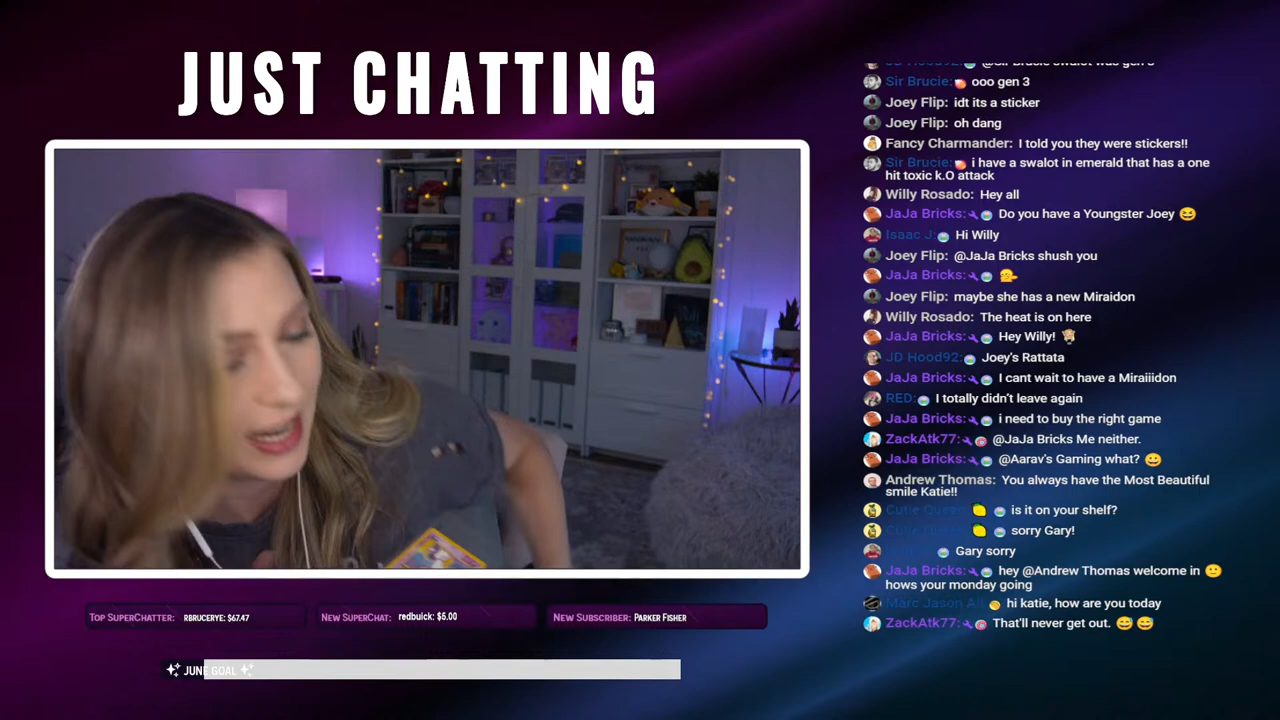 JUST CHATTING
Sir Brucie: ooo gen 3
Joey Flip: idt its a sticker
Joey Flip: oh dang
Fancy Charmander: I told you they were stickers!!
Sir Brucie: i have a swalot in emerald that has a one
hit toxic k.O attack
Willy Rosado: Hey all
JaJa Bricks: Do you have a Youngster Joey 😆
Isaac J: Hi Willy
Joey Flip: @JaJa Bricks shush you
JaJa Bricks:
Joey Flip: maybe she has a new Miraidon
Willy Rosado: The heat is on here
JaJa Bricks: Hey Willy!
JD Hood92: Joey's Rattata
JaJa Bricks: I cant wait to have a Miraiiidon
RED: I totally didn't leave again
JaJa Bricks: i need to buy the right game
ZackAtk77: @JaJa Bricks Me neither.
JaJa Bricks: @Aarav's Gaming what? 😀
Andrew Thomas: You always have the Most Beautiful
smile Katie!!
Cutie Queen is it on your shelf?
sorry Gary!
Gary sorry
JaJa Bricks: hey @Andrew Thomas welcome in 🙂
hows your monday going
Marc Jason All hi katie, how are you today
ZackAtk77: That'll never get out. 😅 😅
TOP SUPERCHATTER: RBRUCERYE: $67.47
NEW SUPERCHAT: redbuick: $5.00
NEW SUBSCRIBER: PARKER FISHER
JUNE GOAL